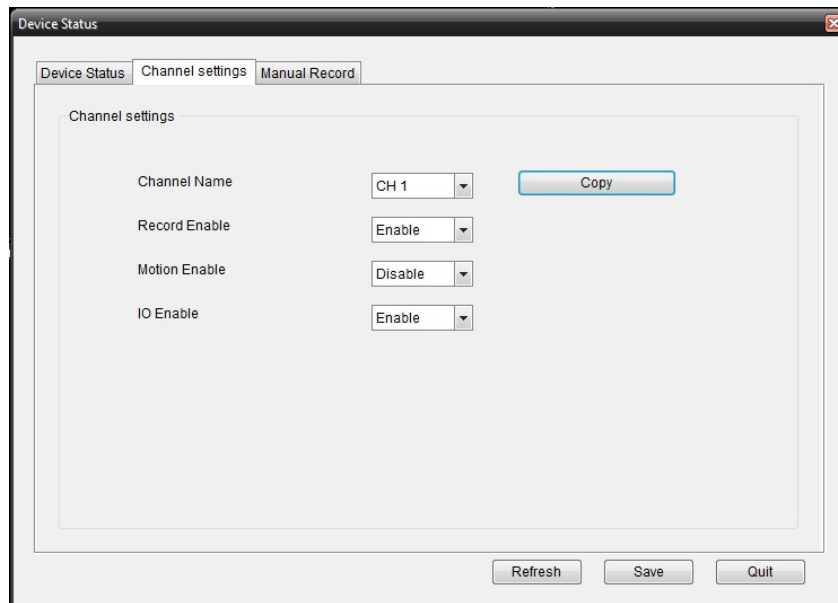 Device Status
Device Status Channel settings Manual Record
Channel settings
Channel Name CH 1 Copy
Record Enable Enable
Motion Enable Disable
IO Enable Enable
Refresh Save Quit